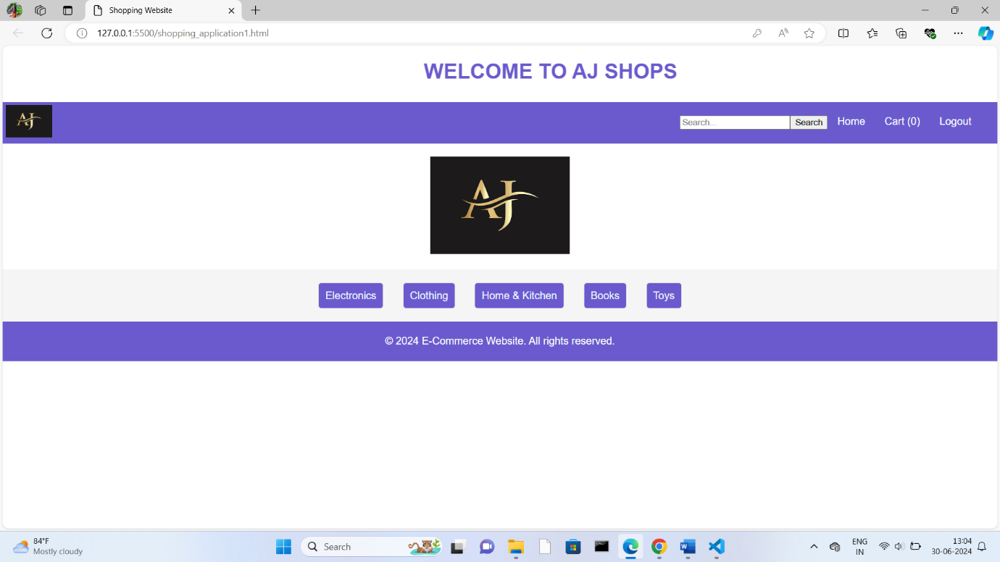 Shopping Website
127.0.0.1:5500/shopping_application1.html
WELCOME TO AJ SHOPS
AJ
Search... Search Home Cart (0) Logout
AJ
Electronics Clothing Home & Kitchen Books Toys
© 2024 E-Commerce Website. All rights reserved.
84°F
Mostly cloudy
Search
ENG
IN
13:04
30-06-2024